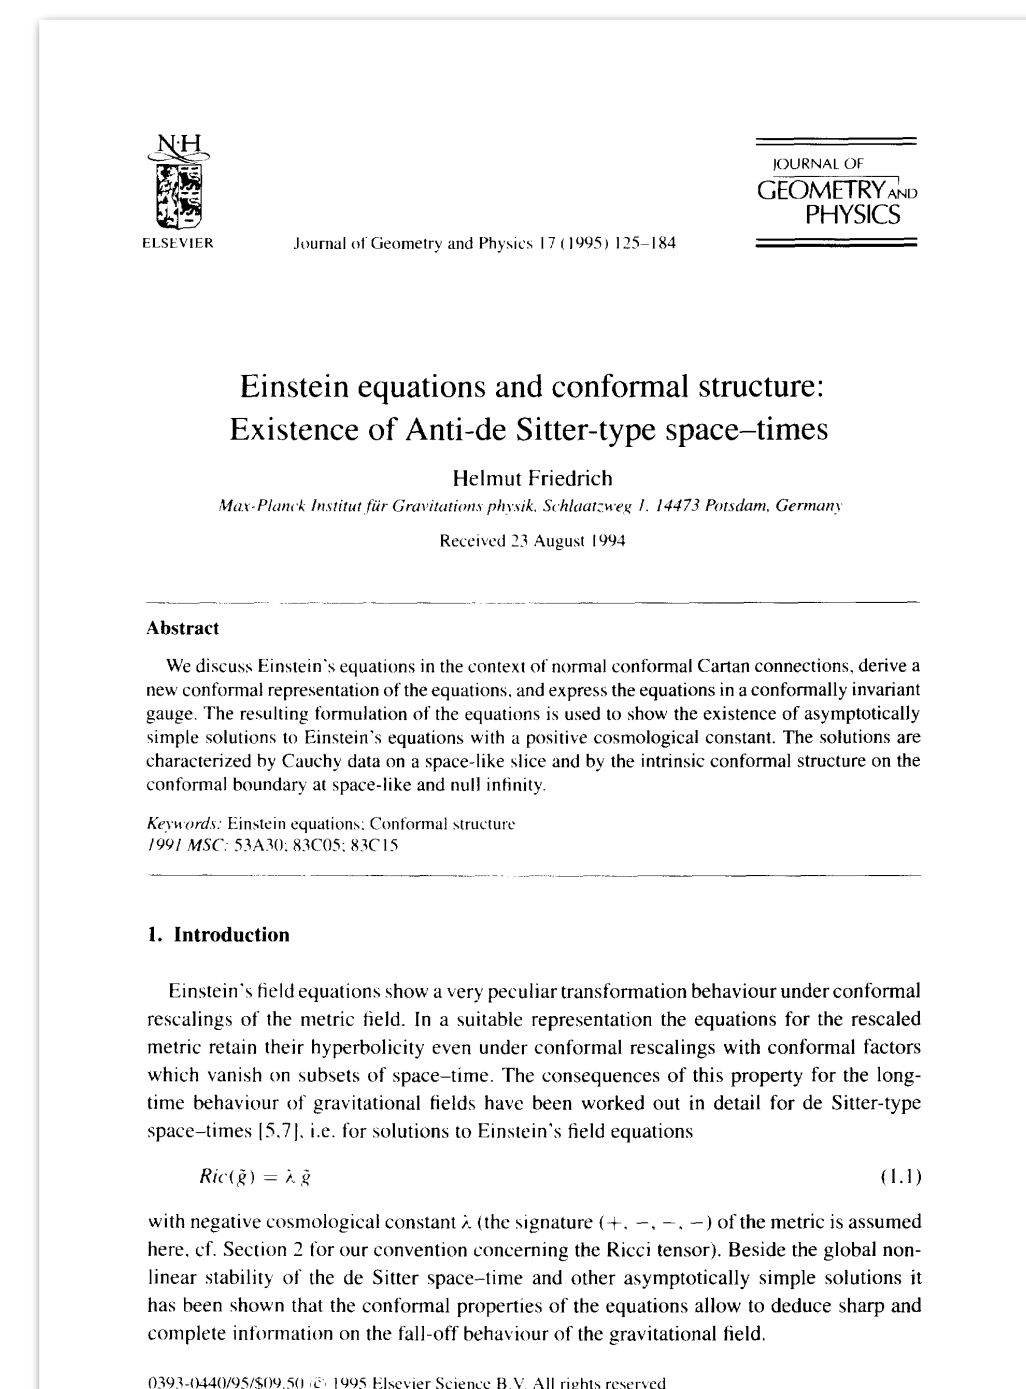 N·H
ELSEVIER
Journal of Geometry and Physics 17 (1995) 125–184
JOURNAL OF
GEOMETRY AND
PHYSICS
Einstein equations and conformal structure:
Existence of Anti-de Sitter-type space–times
Helmut Friedrich
Max-Planck Institut für Gravitations physik, Schlaatzweg 1, 14473 Potsdam, Germany
Received 23 August 1994
Abstract
We discuss Einstein's equations in the context of normal conformal Cartan connections, derive a
new conformal representation of the equations, and express the equations in a conformally invariant
gauge. The resulting formulation of the equations is used to show the existence of asymptotically
simple solutions to Einstein's equations with a positive cosmological constant. The solutions are
characterized by Cauchy data on a space-like slice and by the intrinsic conformal structure on the
conformal boundary at space-like and null infinity.
Keywords: Einstein equations; Conformal structure
1991 MSC: 53A30; 83C05; 83C15
1. Introduction
Einstein's field equations show a very peculiar transformation behaviour under conformal
rescalings of the metric field. In a suitable representation the equations for the rescaled
metric retain their hyperbolicity even under conformal rescalings with conformal factors
which vanish on subsets of space–time. The consequences of this property for the long-
time behaviour of gravitational fields have been worked out in detail for de Sitter-type
space–times [5,7], i.e. for solutions to Einstein's field equations
Ric(g̃) = λ g̃ (1.1)
with negative cosmological constant λ (the signature (+, −, −, −) of the metric is assumed
here, cf. Section 2 for our convention concerning the Ricci tensor). Beside the global non-
linear stability of the de Sitter space–time and other asymptotically simple solutions it
has been shown that the conformal properties of the equations allow to deduce sharp and
complete information on the fall-off behaviour of the gravitational field.
0393-0440/95/$09.50 © 1995 Elsevier Science B.V. All rights reserved